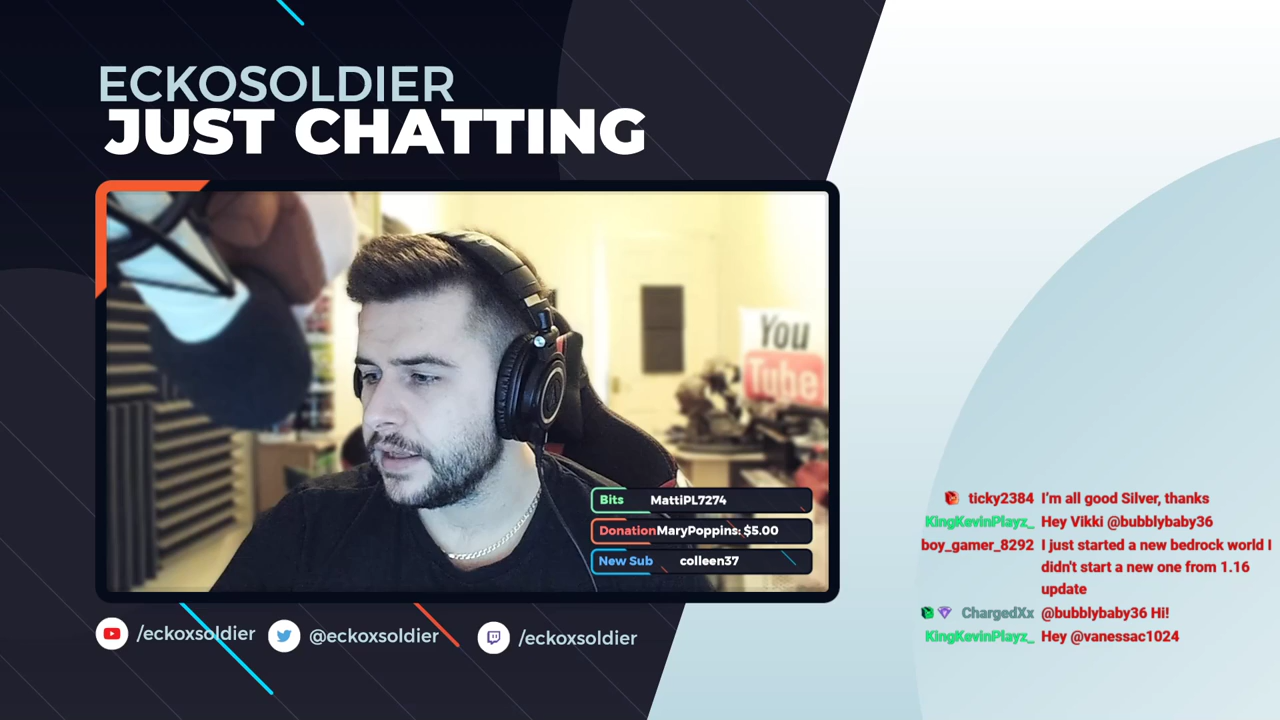 ECKOSOLDIER
JUST CHATTING
You
Tube
Bits MattiPL7274
Donation MaryPoppins: $5.00
New Sub colleen37
/eckoxsoldier
@eckoxsoldier
/eckoxsoldier
ticky2384 I'm all good Silver, thanks
KingKevinPlayz_ Hey Vikki @bubblybaby36
boy_gamer_8292 I just started a new bedrock world I
didn't start a new one from 1.16
update
ChargedXx @bubblybaby36 Hi!
KingKevinPlayz_ Hey @vanessac1024